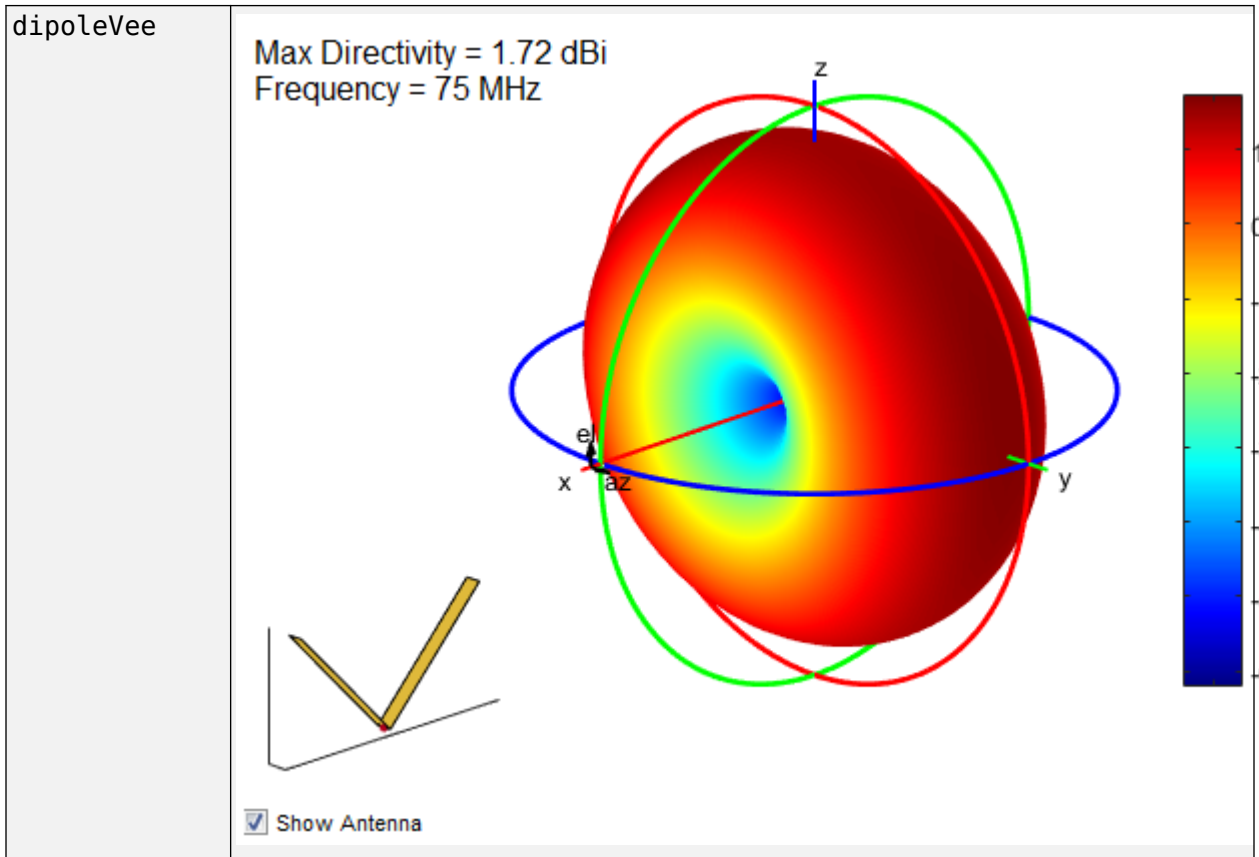 dipoleVee
Max Directivity = 1.72 dBi
Frequency = 75 MHz
z
el
x
az
y
Show Antenna